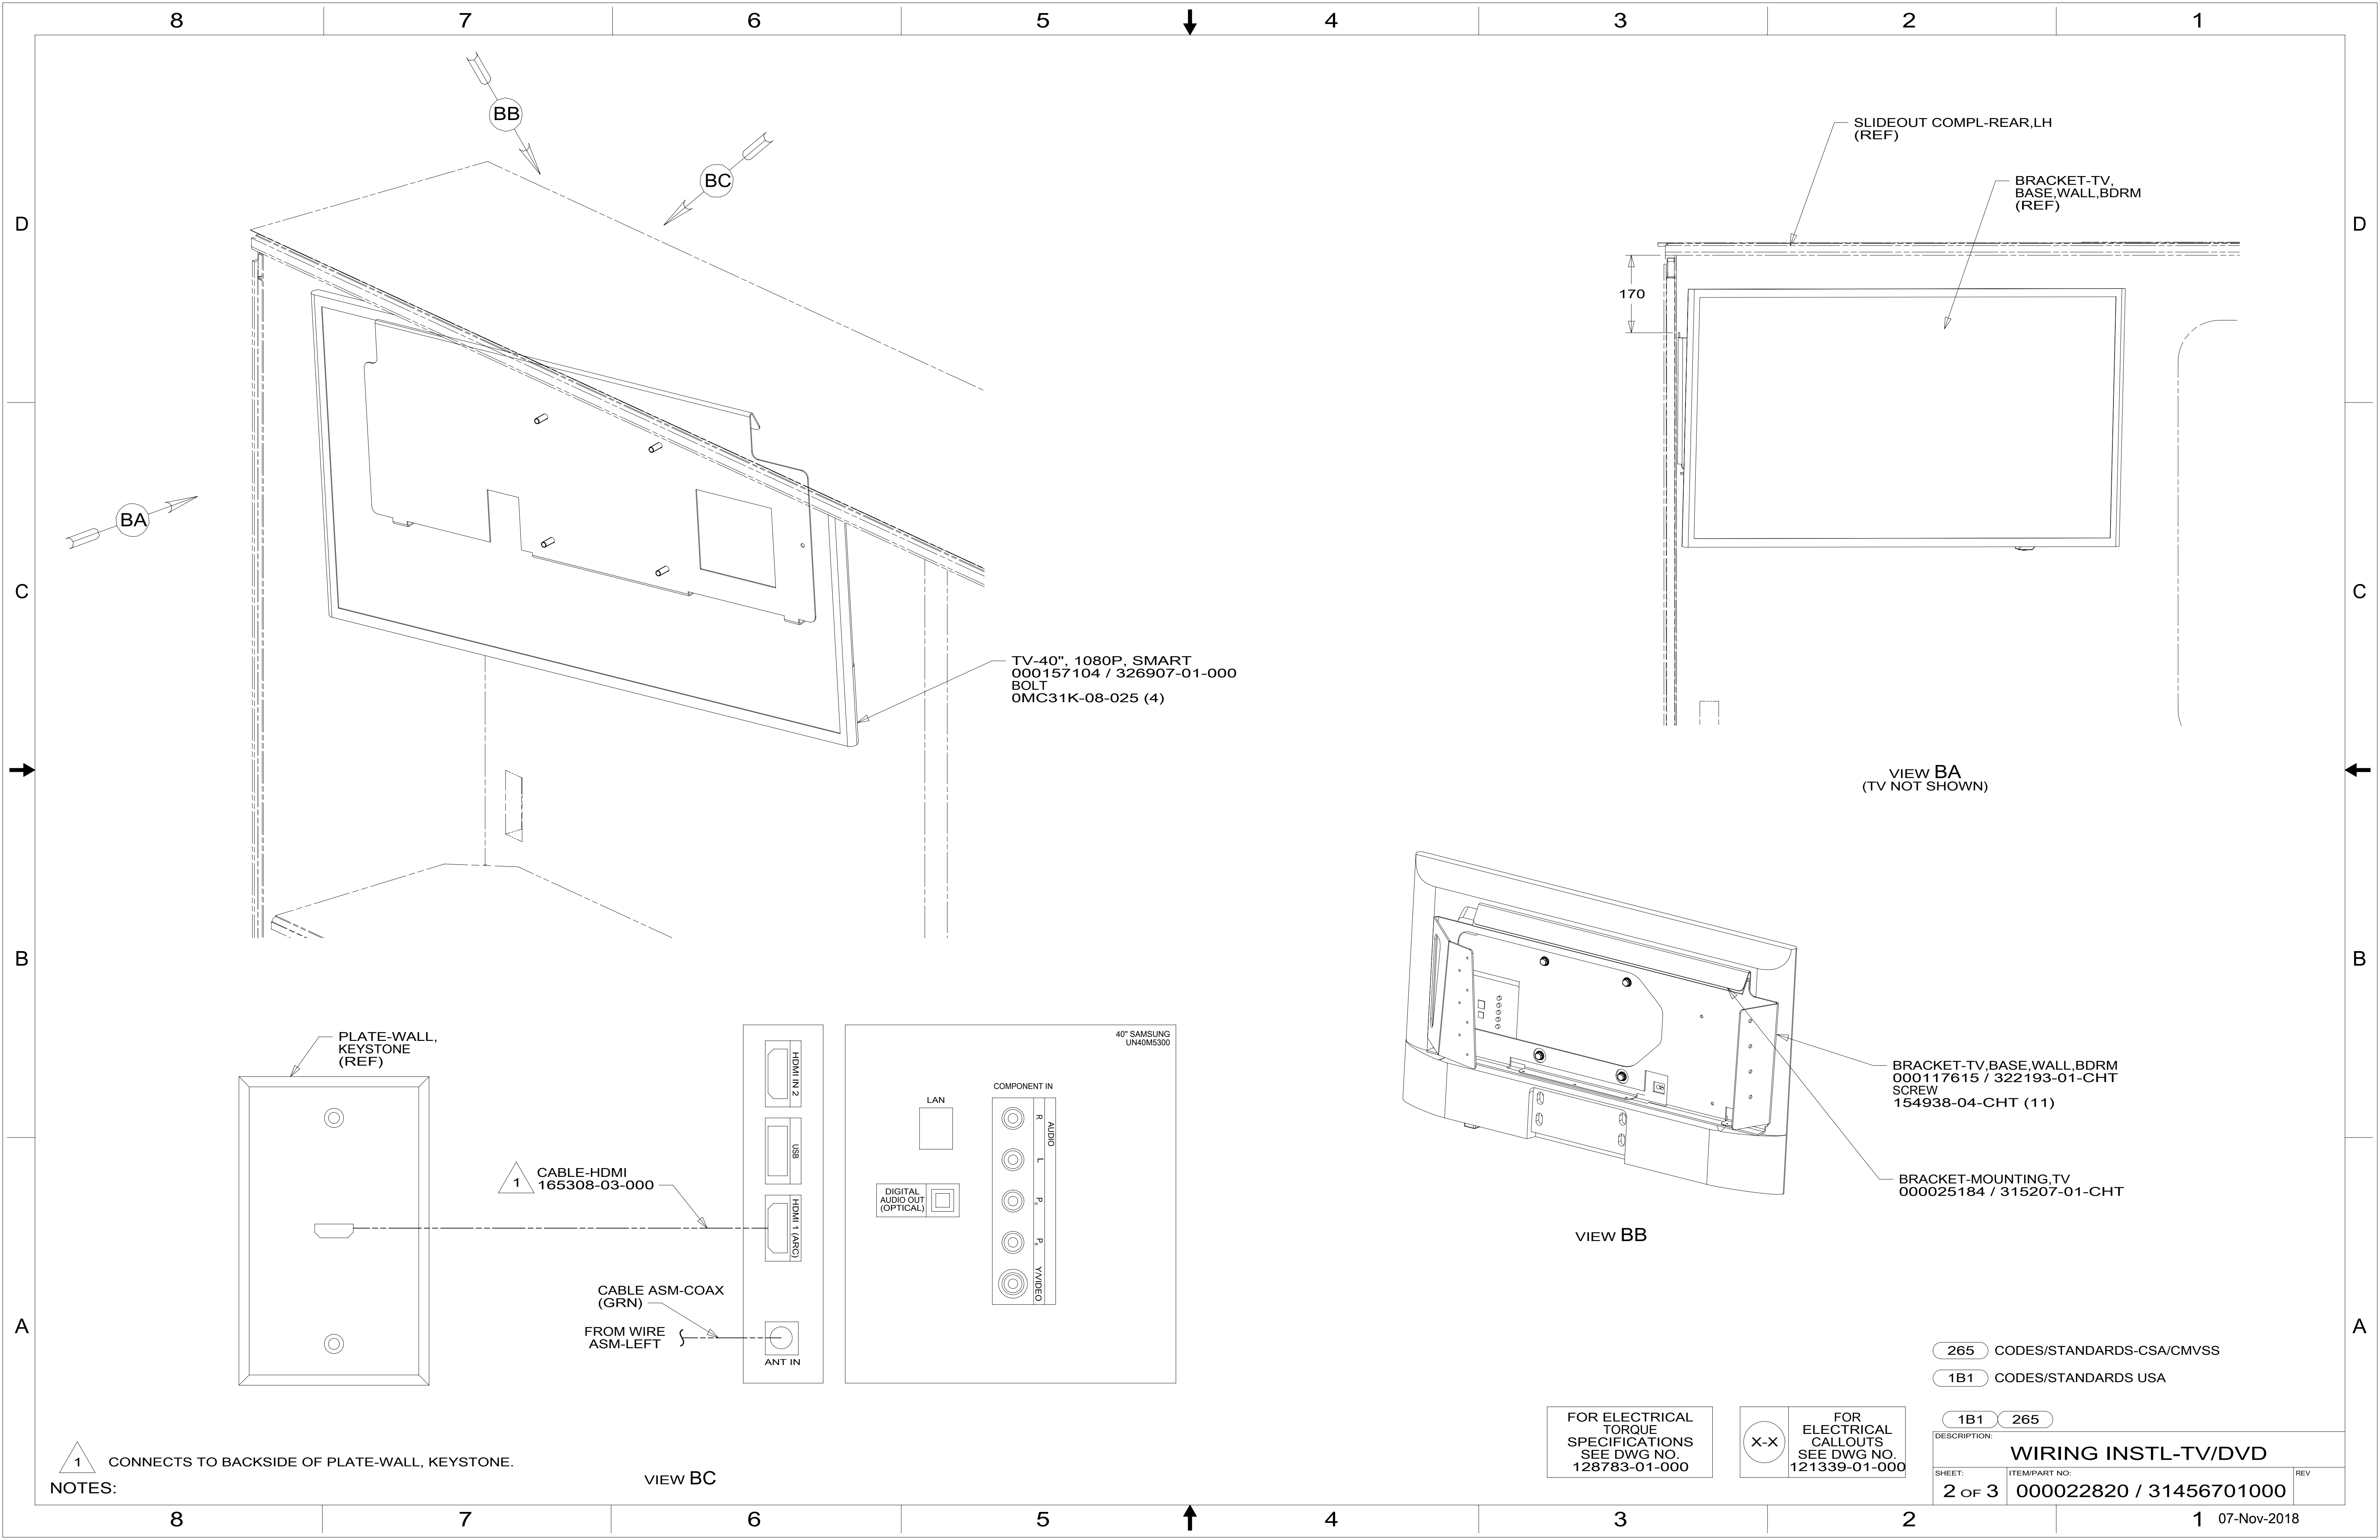 8 7 6 5 4 3 2 1
D
D
C
C
B
B
A
A
BB
BC
BA
TV-40", 1080P, SMART
000157104 / 326907-01-000
BOLT
0MC31K-08-025 (4)
SLIDEOUT COMPL-REAR,LH
(REF)
BRACKET-TV,
BASE,WALL,BDRM
(REF)
170
VIEW BA
(TV NOT SHOWN)
BRACKET-TV,BASE,WALL,BDRM
000117615 / 322193-01-CHT
SCREW
154938-04-CHT (11)
BRACKET-MOUNTING,TV
000025184 / 315207-01-CHT
VIEW BB
PLATE-WALL,
KEYSTONE
(REF)
1
CABLE-HDMI
165308-03-000
CABLE ASM-COAX
(GRN)
FROM WIRE
ASM-LEFT
HDMI IN 2
USB
HDMI 1 (ARC)
ANT IN
40" SAMSUNG
UN40M5300
LAN
DIGITAL
AUDIO OUT
(OPTICAL)
COMPONENT IN
AUDIO
R
L
P
P
Y/VIDEO
VIEW BC
1 CONNECTS TO BACKSIDE OF PLATE-WALL, KEYSTONE.
NOTES:
265 CODES/STANDARDS-CSA/CMVSS
1B1 CODES/STANDARDS USA
1B1 265
FOR ELECTRICAL
TORQUE
SPECIFICATIONS
SEE DWG NO.
128783-01-000
X-X
FOR
ELECTRICAL
CALLOUTS
SEE DWG NO.
121339-01-000
DESCRIPTION:
WIRING INSTL-TV/DVD
SHEET:
2 OF 3
ITEM/PART NO:
000022820 / 31456701000
REV
8 7 6 5 4 3 2 1
07-Nov-2018